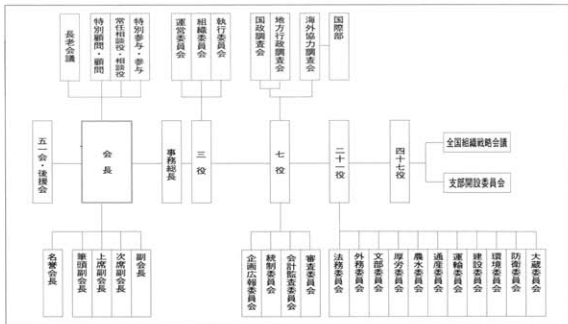 長老会議
特別顧問・顧問
常任相談役・相談役
特別参与・参与
運営委員会
組織委員会
執行委員会
国政調査会
地方行政調査会
海外協力調査会
国際部
五一会・後援会
会長
事務総長
三役
七役
二十一役
四十七役
全国組織戦略会議
支部開設委員会
名誉会長
筆頭副会長
上席副会長
次席副会長
副会長
企画広報委員会
統制委員会
会計監査委員会
審査委員会
法務委員会
外務委員会
文部委員会
厚労委員会
農水委員会
通産委員会
運輸委員会
建設委員会
環境委員会
防衛委員会
大蔵委員会